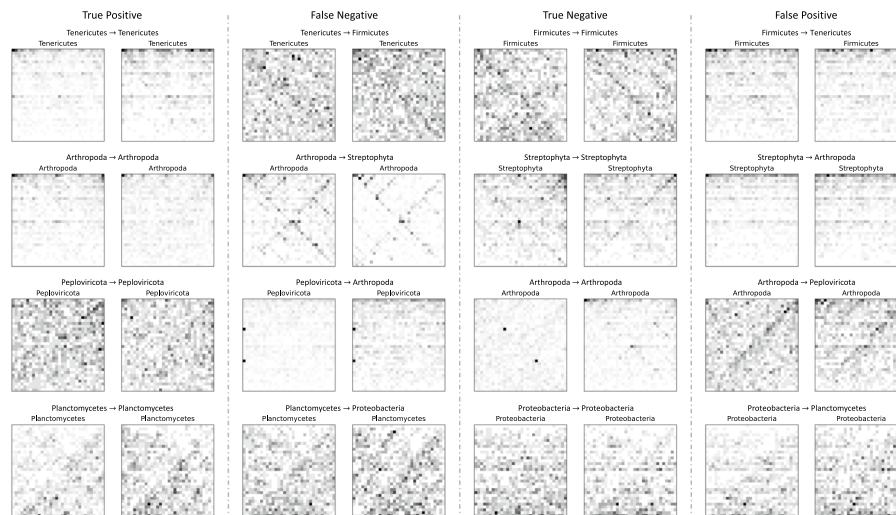 True Positive False Negative True Negative False Positive
Tenericutes → Tenericutes Tenericutes → Firmicutes Firmicutes → Firmicutes Firmicutes → Tenericutes
Tenericutes Tenericutes Tenericutes Tenericutes Firmicutes Firmicutes Firmicutes Firmicutes
Arthropoda → Arthropoda Arthropoda → Streptophyta Streptophyta → Streptophyta Streptophyta → Arthropoda
Arthropoda Arthropoda Arthropoda Arthropoda Streptophyta Streptophyta Streptophyta Streptophyta
Peploviricota → Peploviricota Peploviricota → Arthropoda Arthropoda → Arthropoda Arthropoda → Peploviricota
Peploviricota Peploviricota Peploviricota Peploviricota Arthropoda Arthropoda Arthropoda Arthropoda
Planctomycetes → Planctomycetes Planctomycetes → Proteobacteria Proteobacteria → Proteobacteria Proteobacteria → Planctomycetes
Planctomycetes Planctomycetes Planctomycetes Planctomycetes Proteobacteria Proteobacteria Proteobacteria Proteobacteria